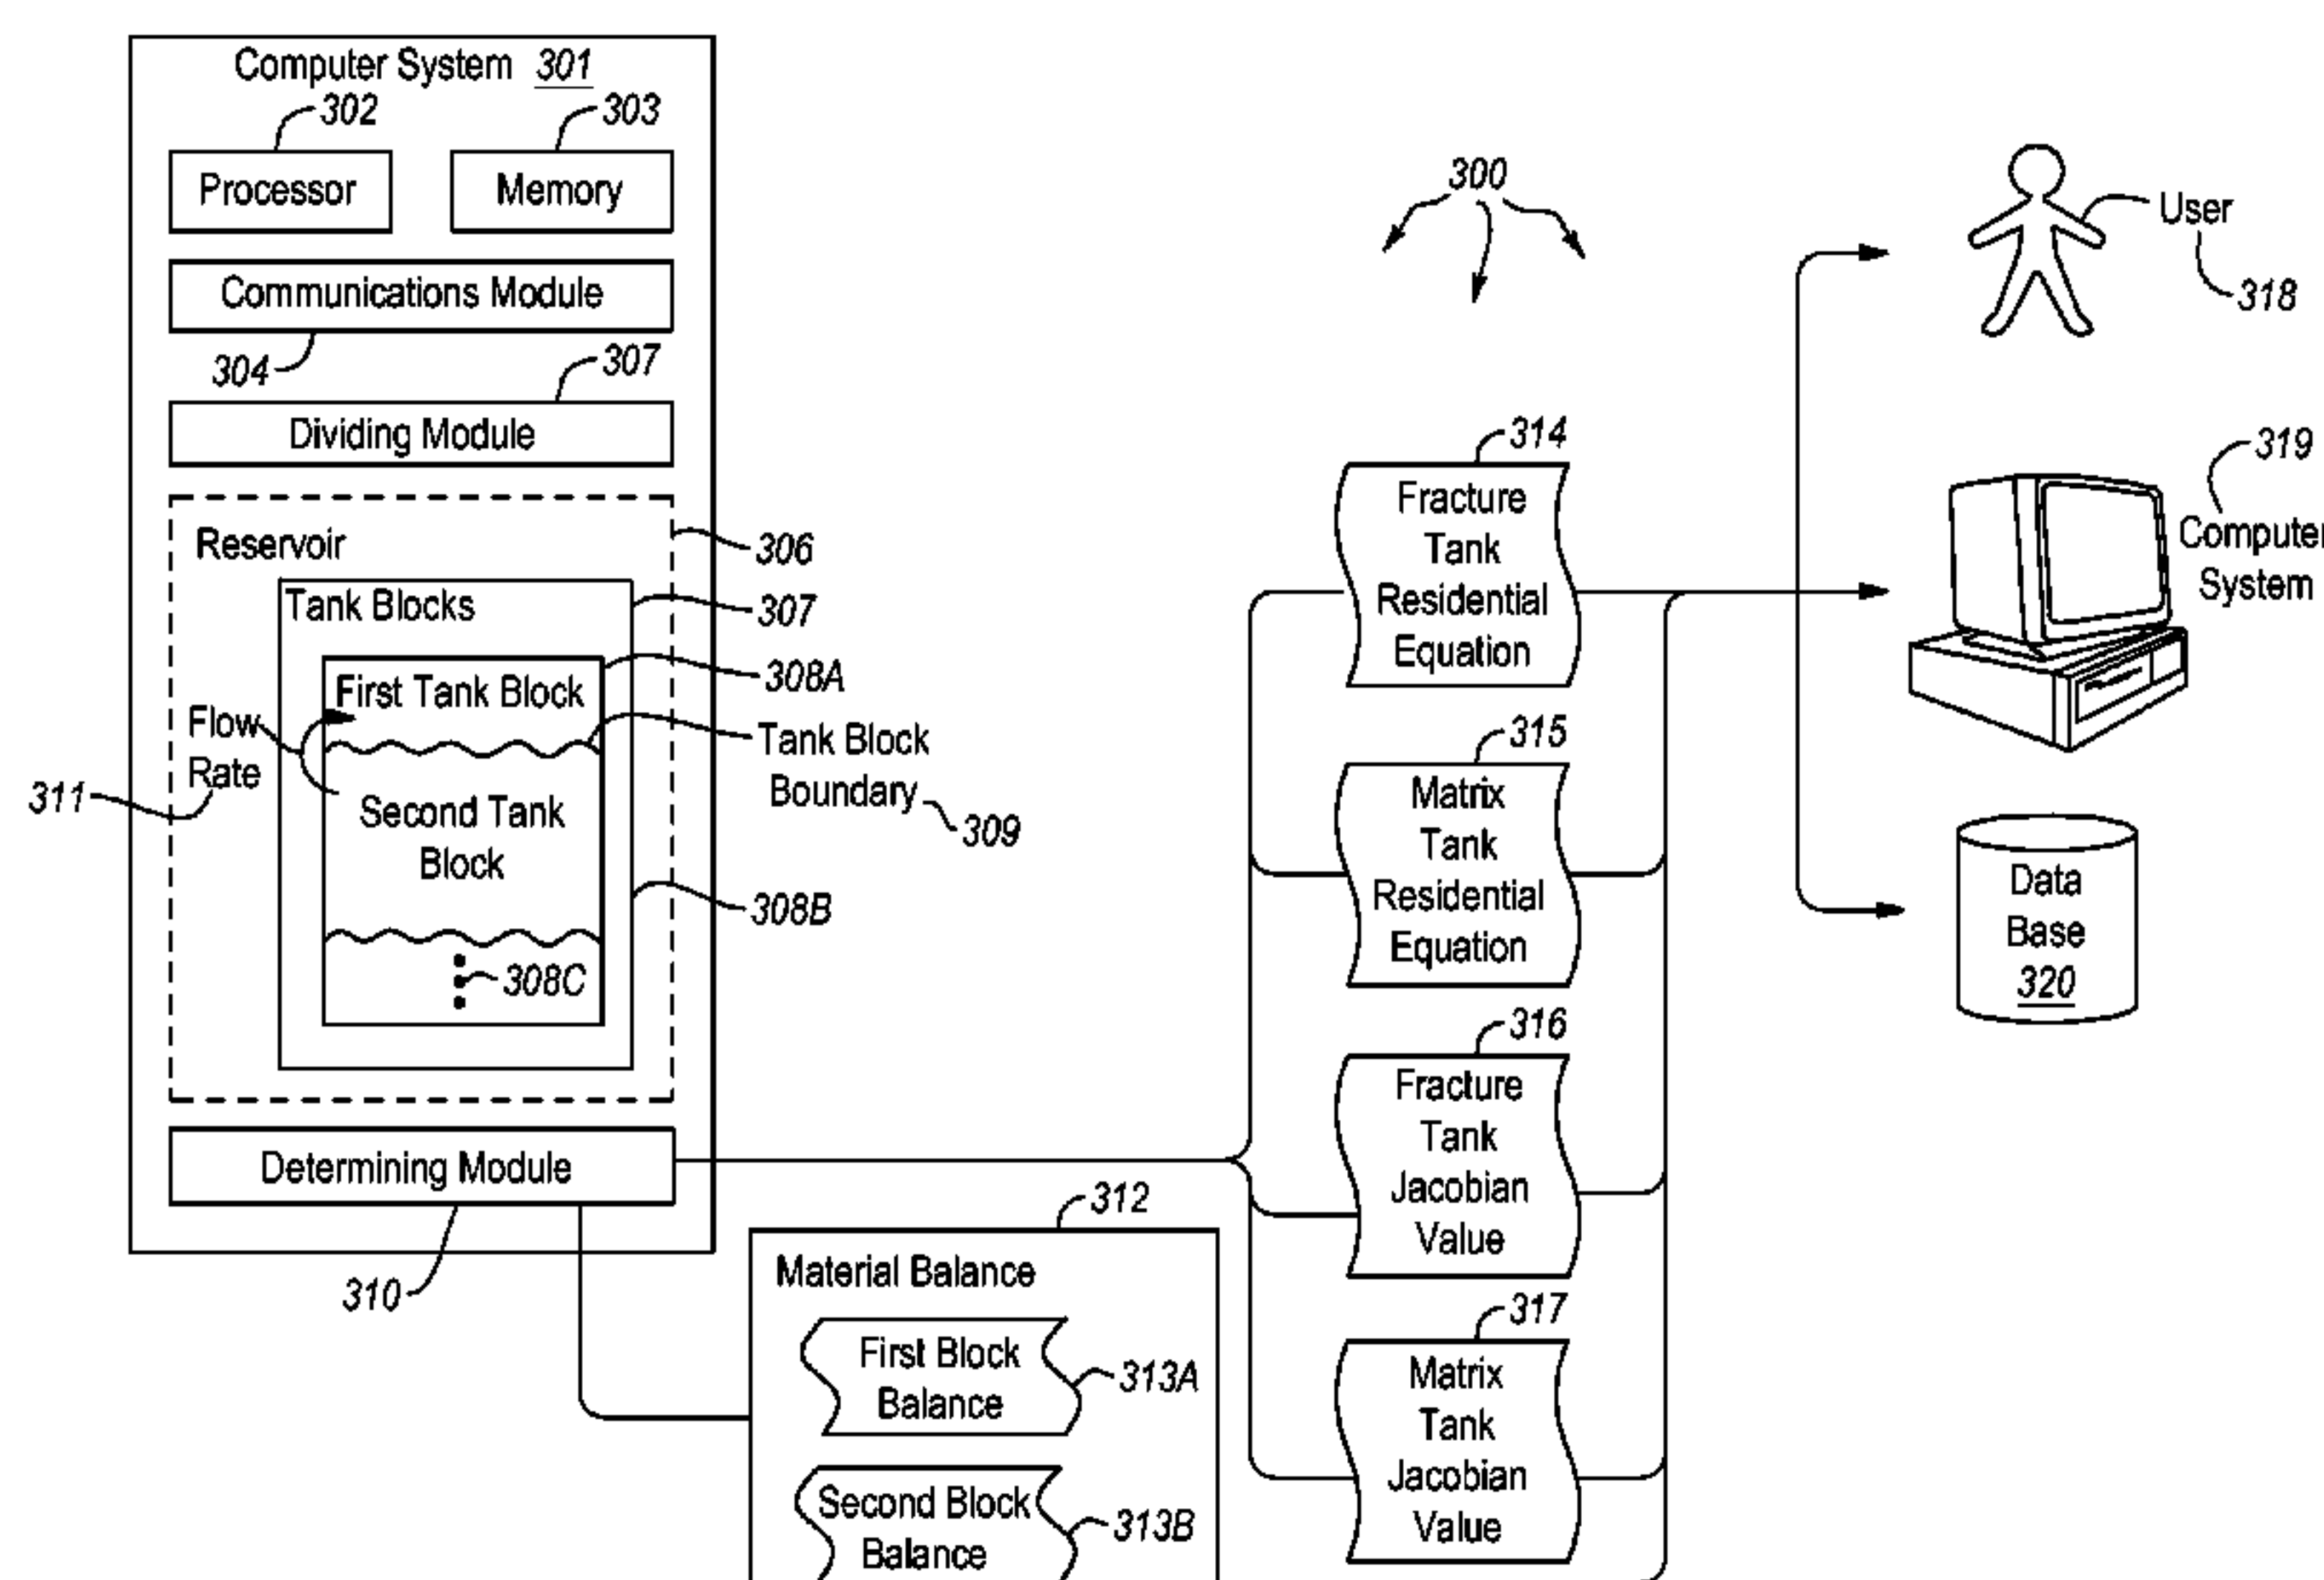 Computer System 301
302
303
Processor
Memory
Communications Module
304
307
Dividing Module
Reservoir
306
Tank Blocks
307
308A
First Tank Block
Flow
Rate
311
Tank Block
Boundary
309
Second Tank
Block
308B
308C
Determining Module
310
312
Material Balance
First Block
Balance
313A
Second Block
Balance
313B
300
314
Fracture
Tank
Residential
Equation
315
Matrix
Tank
Residential
Equation
316
Fracture
Tank
Jacobian
Value
317
Matrix
Tank
Jacobian
Value
User
318
319
Computer
System
Data
Base
320